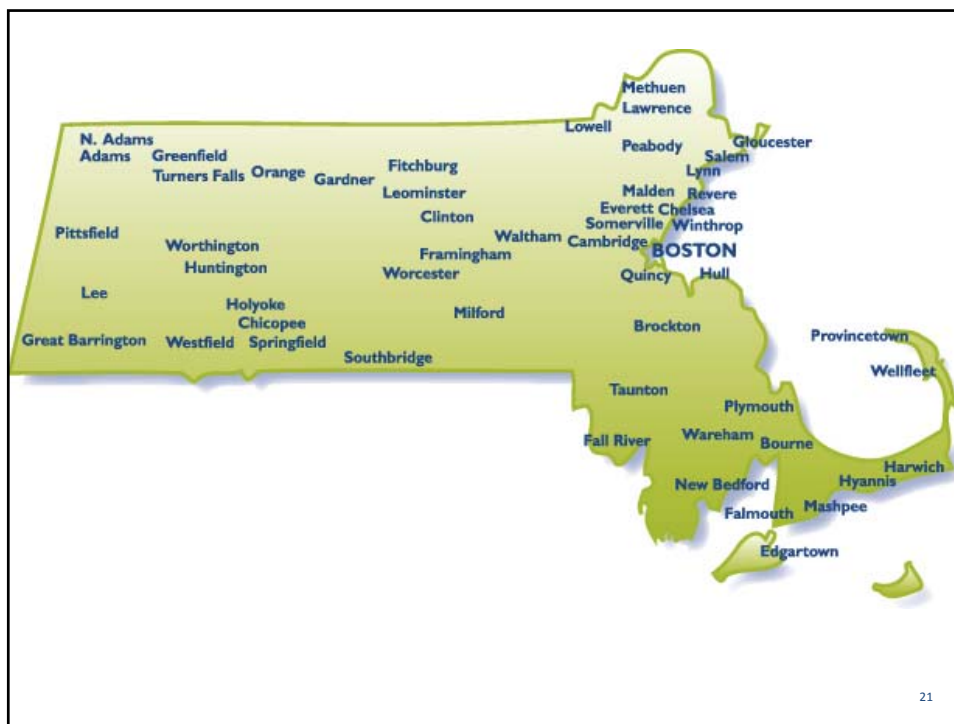 Methuen
Lawrence
Lowell
Gloucester
N. Adams
Peabody
Adams
Greenfield
Salem
Fitchburg
Orange
Lynn
Turners Falls
Gardner
Leominster
Malden
Revere
Everett
Chelsea
Clinton
Somerville
Winthrop
Pittsfield
Waltham
Cambridge
Worthington
BOSTON
Framingham
Huntington
Worcester
Quincy
Hull
Lee
Holyoke
Milford
Chicopee
Brockton
Provincetown
Great Barrington
Westfield
Springfield
Southbridge
Wellfleet
Taunton
Plymouth
Wareham
Fall River
Bourne
Harwich
Hyannis
New Bedford
Mashpee
Falmouth
Edgartown
21